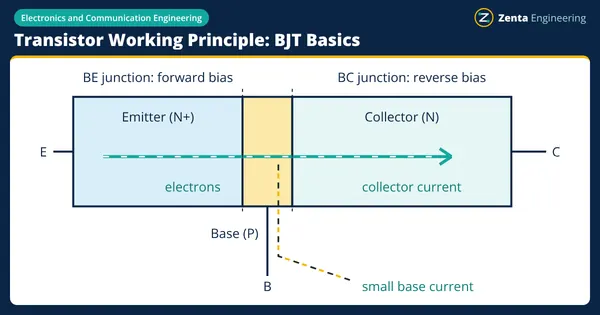 Electronics and Communication Engineering
Zenta Engineering
Transistor Working Principle: BJT Basics
BE junction: forward bias
BC junction: reverse bias
Emitter (N+)
Collector (N)
E
C
electrons
collector current
Base (P)
B
small base current